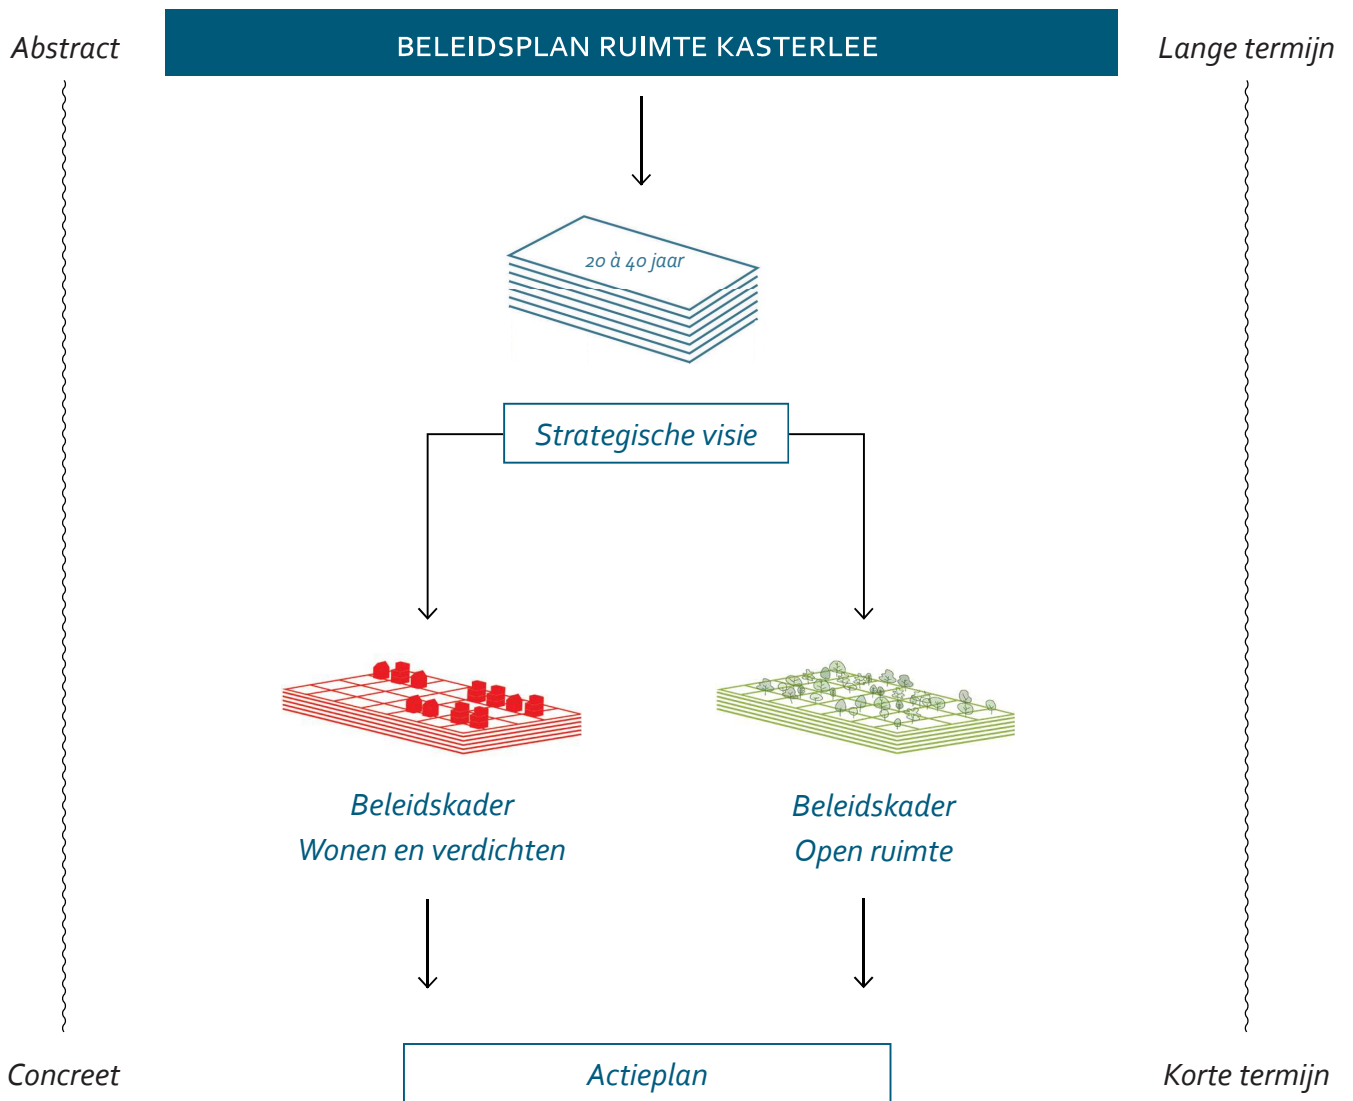 Abstract
BELEIDSPLAN RUIMTE KASTERLEE
Lange termijn
20 à 40 jaar
Strategische visie
Beleidskader
Wonen en verdichten
Beleidskader
Open ruimte
Concreet
Actieplan
Korte termijn